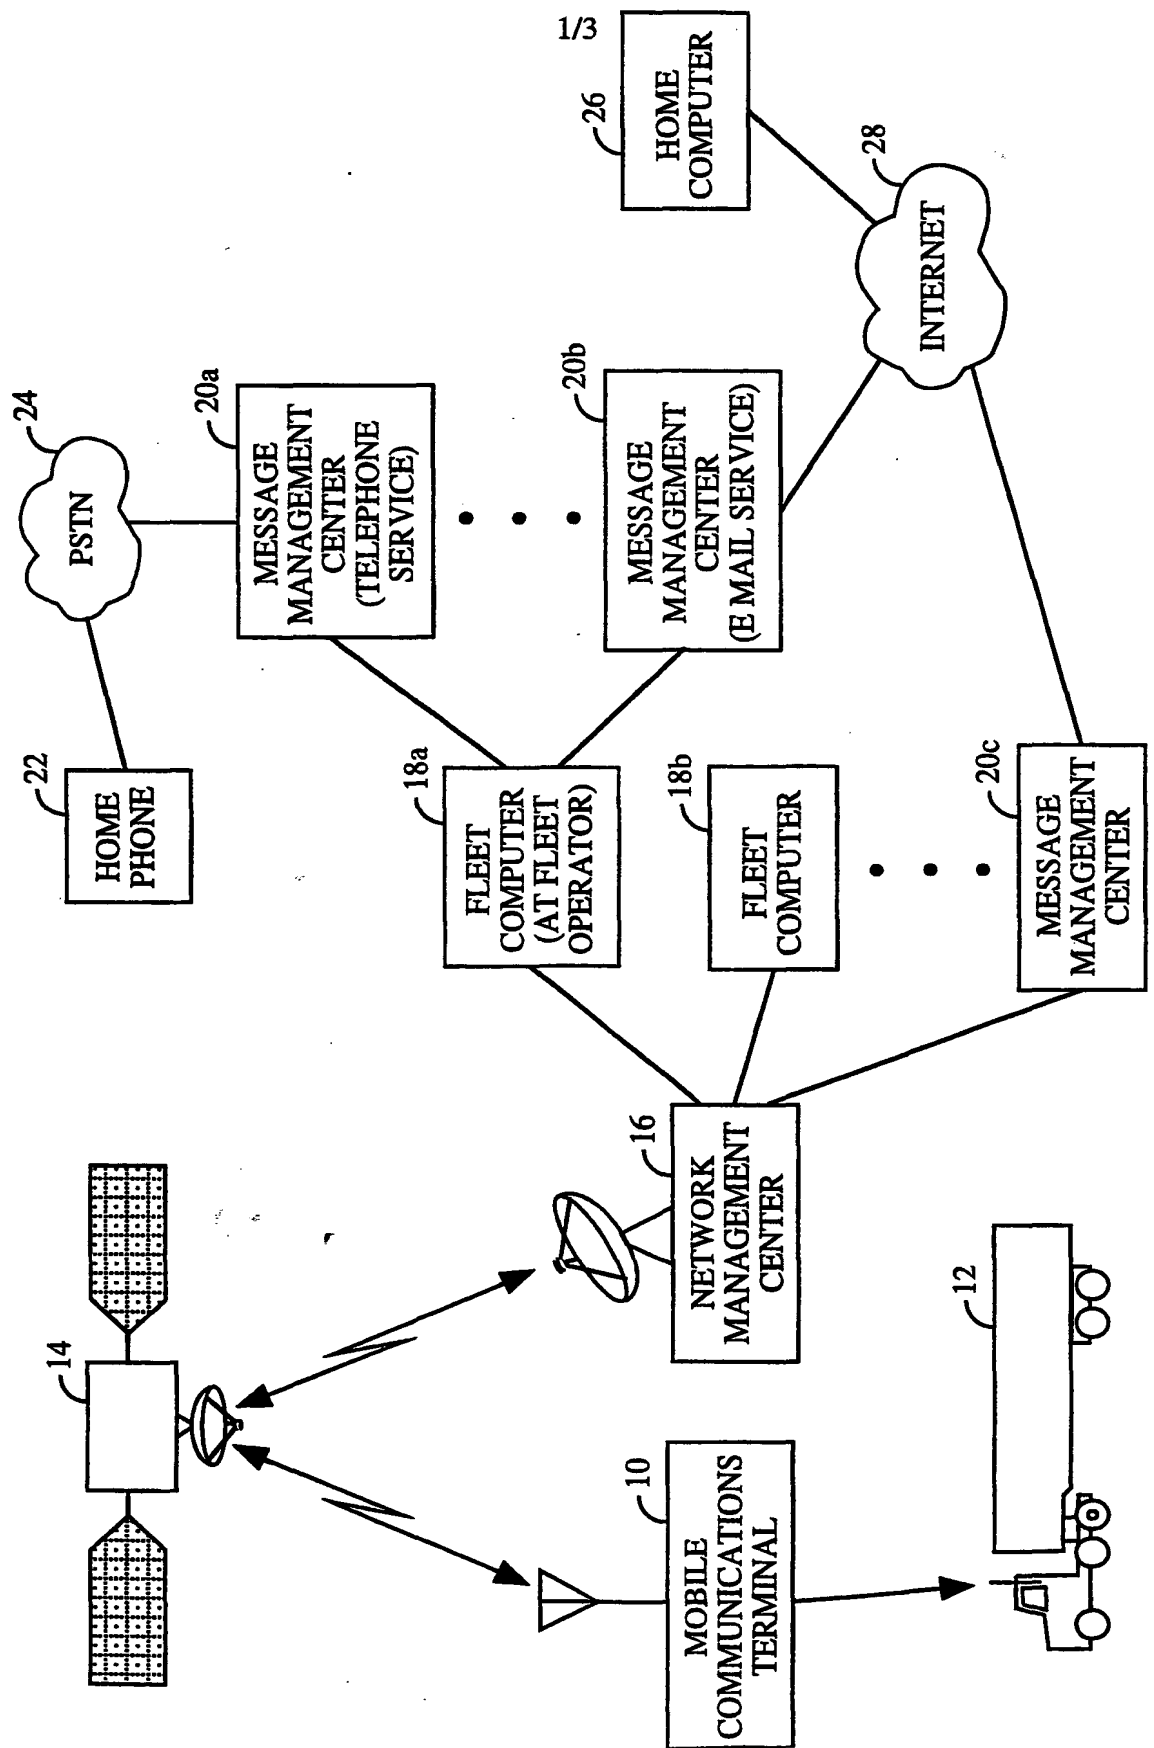 1/3
14
10
MOBILE
COMMUNICATIONS
TERMINAL
12
16
NETWORK
MANAGEMENT
CENTER
22
HOME
PHONE
24
PSTN
18a
FLEET
COMPUTER
(AT FLEET
OPERATOR)
18b
FLEET
COMPUTER
20c
MESSAGE
MANAGEMENT
CENTER
20a
MESSAGE
MANAGEMENT
CENTER
(TELEPHONE
SERVICE)
20b
MESSAGE
MANAGEMENT
CENTER
(E MAIL SERVICE)
28
INTERNET
26
HOME
COMPUTER